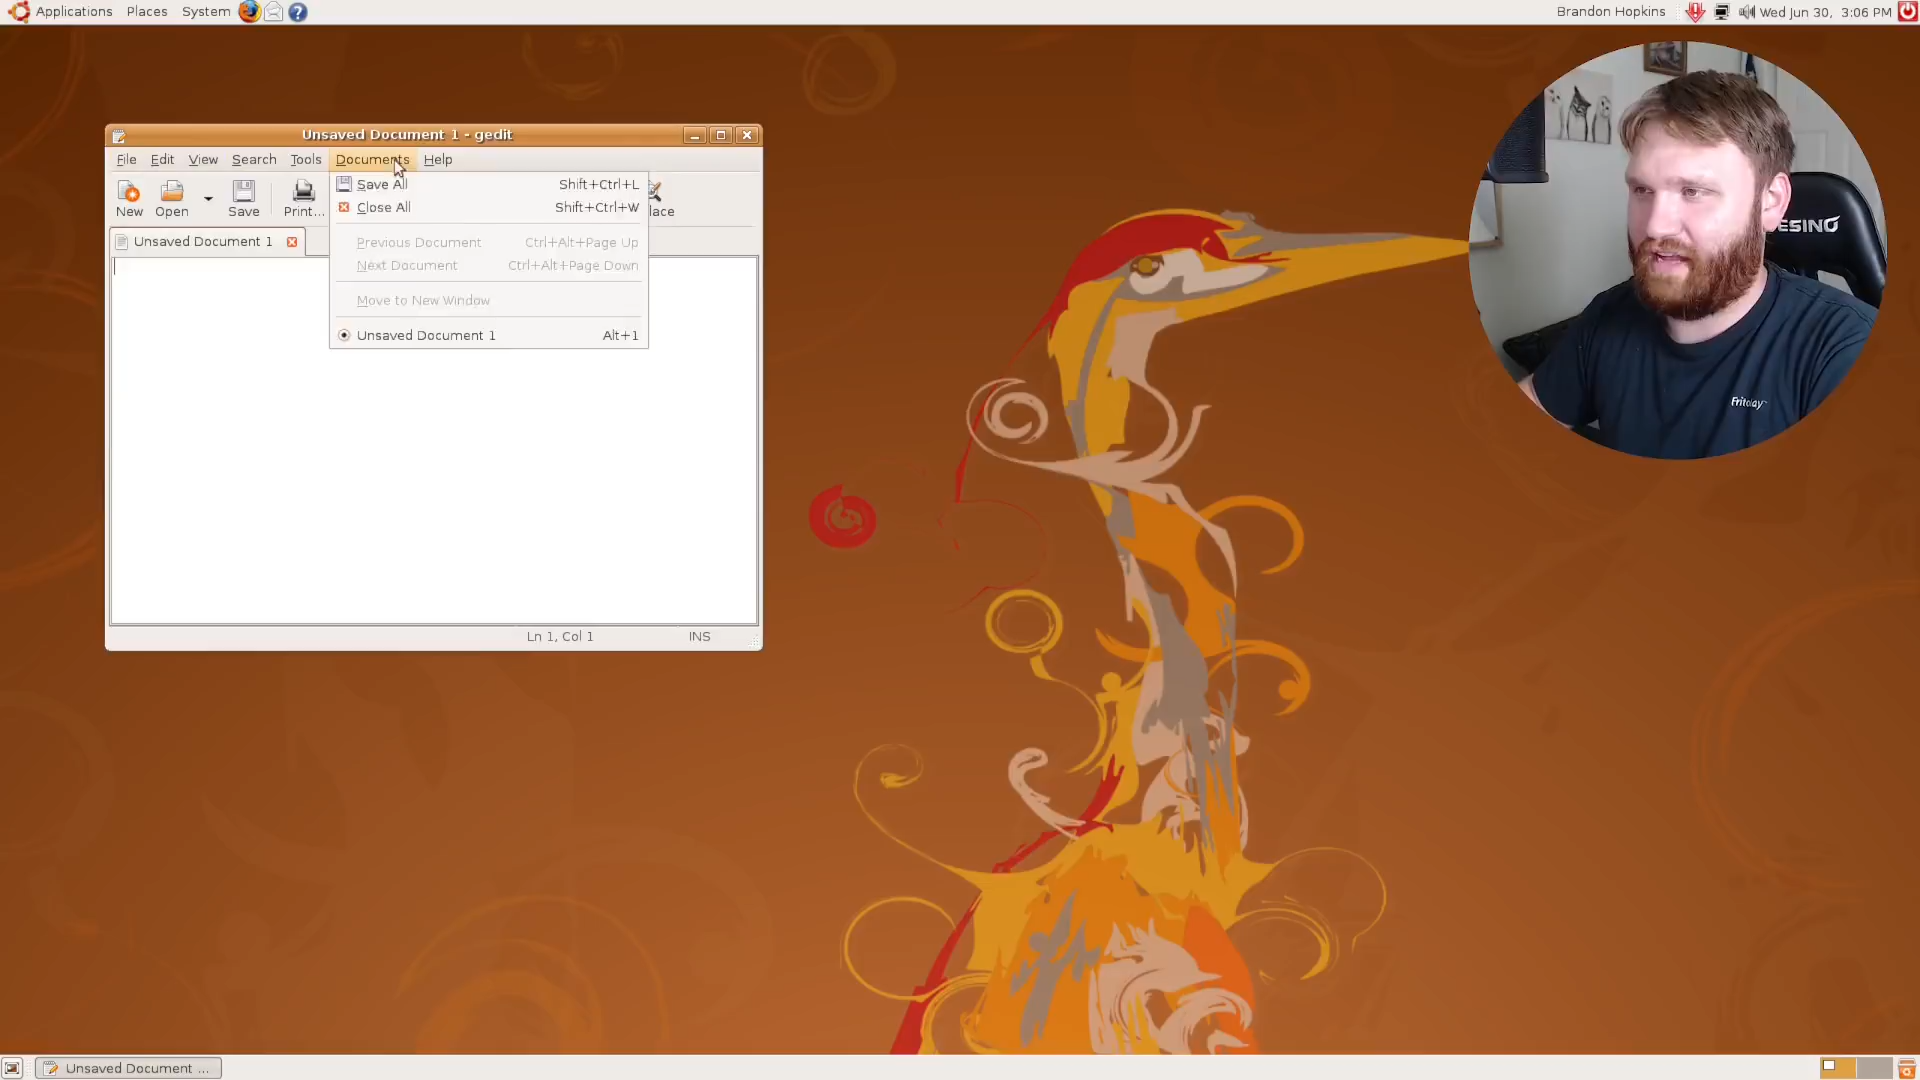 Applications Places System
Brandon Hopkins
Wed Jun 30, 3:06 PM
Unsaved Document 1 - gedit
File Edit View Search Tools Documents Help
New Open Save Print... lace
Save All Shift+Ctrl+L
Close All Shift+Ctrl+W
Previous Document Ctrl+Alt+Page Up
Next Document Ctrl+Alt+Page Down
Move to New Window
Unsaved Document 1 Alt+1
Unsaved Document 1
Ln 1, Col 1 INS
ESINO
Fritolay
Unsaved Document ...